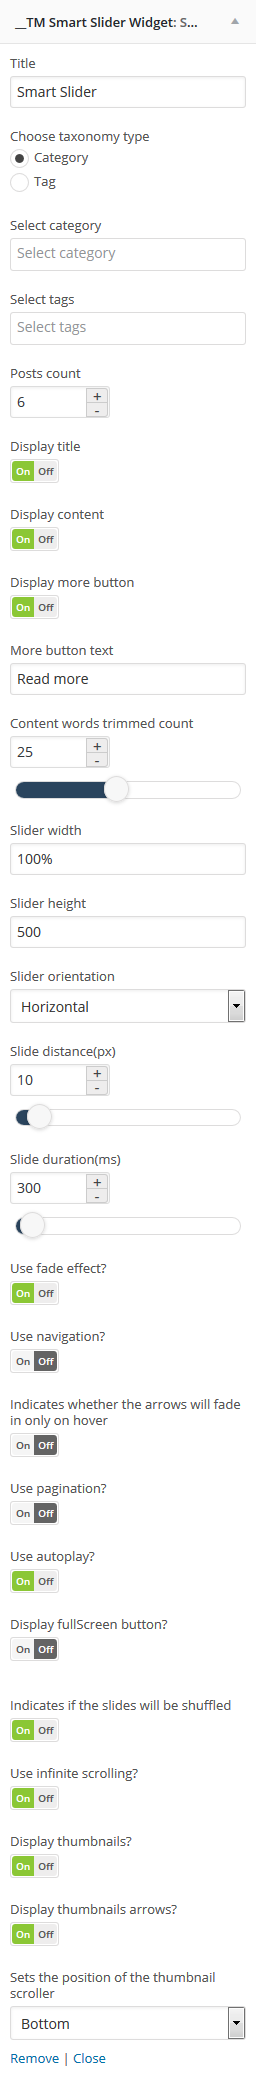 __TM Smart Slider Widget: S...
Title
Smart Slider
Choose taxonomy type
Category
Tag
Select category
Select category
Select tags
Select tags
Posts count
6
+
-
Display title
On Off
Display content
On Off
Display more button
On Off
More button text
Read more
Content words trimmed count
25
+
-
Slider width
100%
Slider height
500
Slider orientation
Horizontal
Slide distance(px)
10
+
-
Slide duration(ms)
300
+
-
Use fade effect?
On Off
Use navigation?
On Off
Indicates whether the arrows will fade
in only on hover
On Off
Use pagination?
On Off
Use autoplay?
On Off
Display fullScreen button?
On Off
Indicates if the slides will be shuffled
On Off
Use infinite scrolling?
On Off
Display thumbnails?
On Off
Display thumbnails arrows?
On Off
Sets the position of the thumbnail
scroller
Bottom
Remove | Close